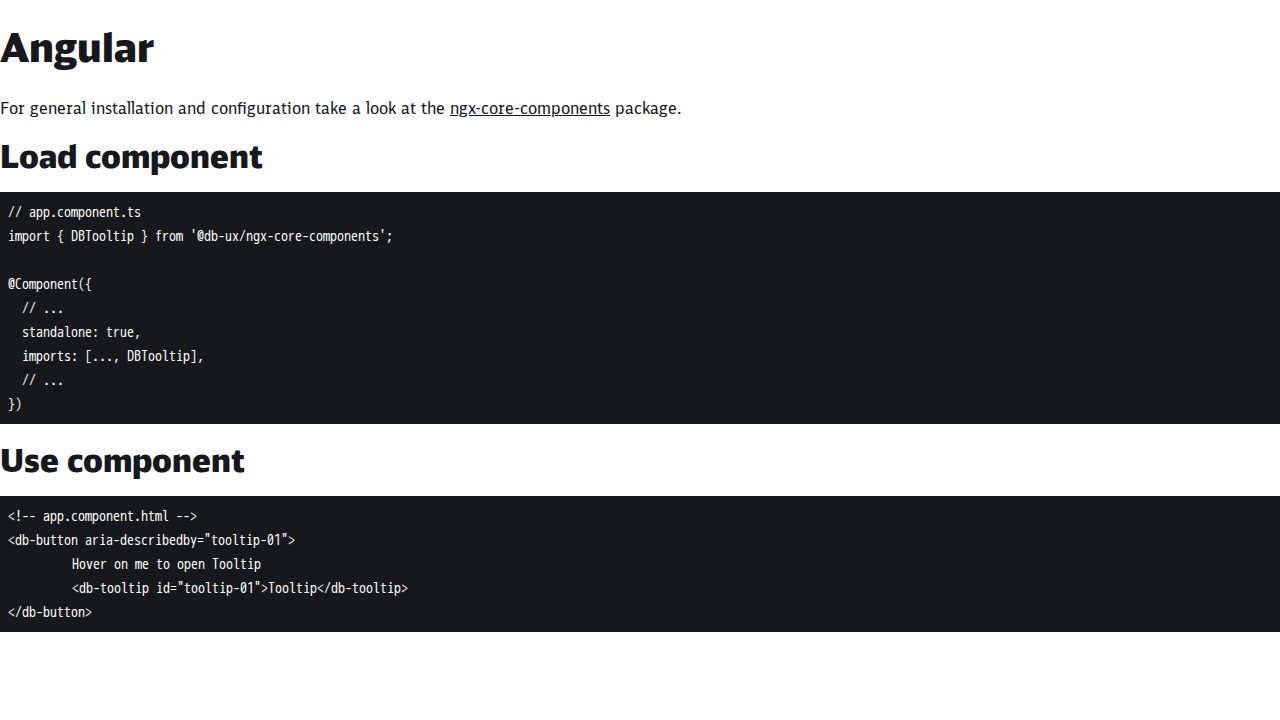 Angular
For general installation and configuration take a look at the ngx-core-components package.
Load component
// app.component.ts
import { DBTooltip } from '@db-ux/ngx-core-components';
@Component({
  // ...
  standalone: true,
  imports: [..., DBTooltip],
  // ...
})
Use component
<!-- app.component.html -->
<db-button aria-describedby="tooltip-01">
	Hover on me to open Tooltip
	<db-tooltip id="tooltip-01">Tooltip</db-tooltip>
</db-button>